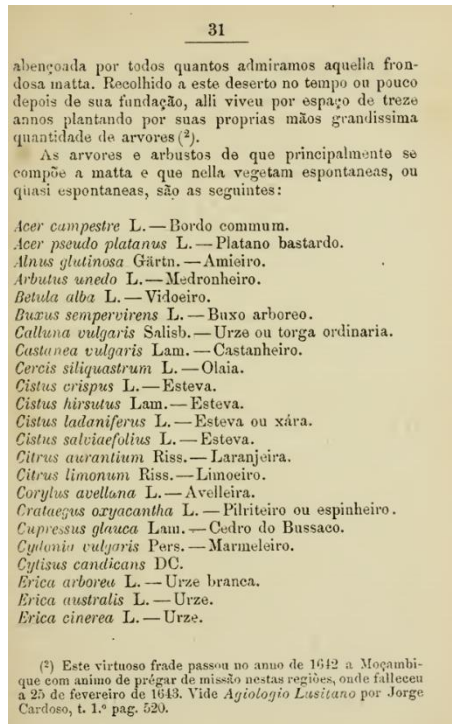 31
abençoada por todos quantos admiramos aquella fron-
dosa matta. Recolhido a este deserto no tempo ou pouco
depois de sua fundação, alli viveu por espaço de treze
annos plantando por suas proprias mãos grandissima
quantidade de arvores (²).
As arvores e arbustos de que principalmente se
compõe a matta e que nella vegetam espontaneas, ou
quasi espontaneas, são as seguintes:
Acer campestre L. — Bordo commum.
Acer pseudo platanus L. — Platano bastardo.
Alnus glutinosa Gärtn. — Amieiro.
Arbutus unedo L. — Medronheiro.
Betula alba L. — Vidoeiro.
Buxus sempervirens L. — Buxo arboreo.
Calluna vulgaris Salisb. — Urze ou torga ordinaria.
Castanea vulgaris Lam. — Castanheiro.
Cercis siliquastrum L. — Olaia.
Cistus crispus L. — Esteva.
Cistus hirsutus Lam. — Esteva.
Cistus ladaniferus L. — Esteva ou xára.
Cistus salviaefolius L. — Esteva.
Citrus aurantium Riss. — Laranjeira.
Citrus limonum Riss. — Limoeiro.
Corylus avellana L. — Avelleira.
Crataegus oxyacantha L. — Pilriteiro ou espinheiro.
Cupressus glauca Lam. — Cedro do Bussaco.
Cydonia vulgaris Pers. — Marmeleiro.
Cytisus candicans DC.
Erica arborea L. — Urze branca.
Erica australis L. — Urze.
Erica cinerea L. — Urze.
(²) Este virtuoso frade passou no anno de 1642 a Moçambi-
que com animo de prégar de missão nestas regiões, onde falleceu
a 25 de fevereiro de 1643. Vide Agiologio Lusitano por Jorge
Cardoso, t. 1.º pag. 520.